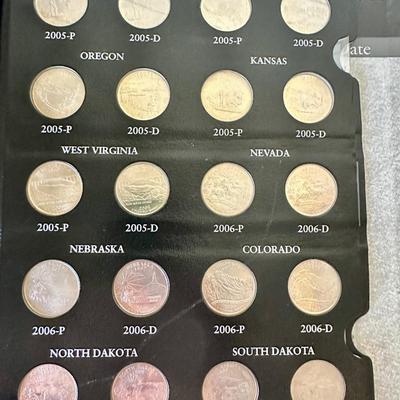 2005-P 2005-D 2005-P 2005-D
ate
OREGON KANSAS
2005-P 2005-D 2005-P 2005-D
WEST VIRGINIA NEVADA
2005-P 2005-D 2006-P 2006-D
NEBRASKA COLORADO
2006-P 2006-D 2006-P 2006-D
NORTH DAKOTA SOUTH DAKOTA